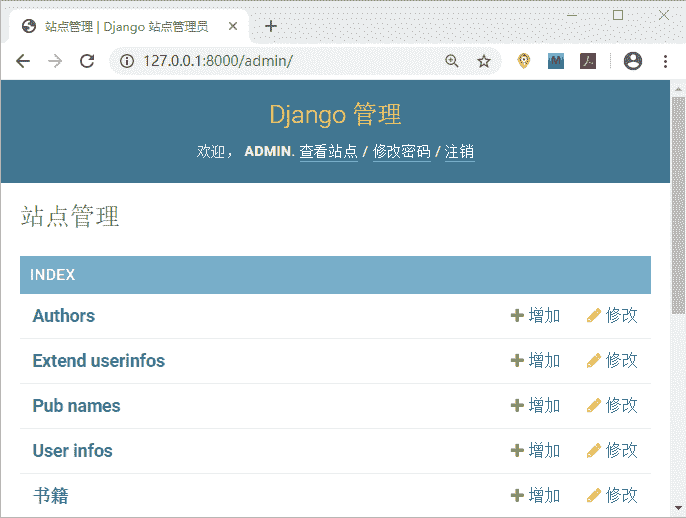 站点管理 | Django 站点管理员
127.0.0.1:8000/admin/
Django 管理
欢迎， ADMIN. 查看站点 / 修改密码 / 注销
站点管理
INDEX
Authors 增加 修改
Extend userinfos 增加 修改
Pub names 增加 修改
User infos 增加 修改
书籍 增加 修改